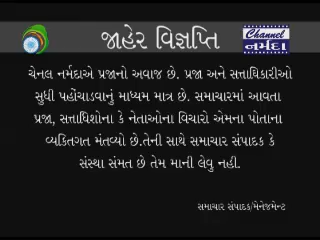 જાહેર વિજ્ઞપ્તિ
Channel
નર્મદા
ચેનલ નર્મદાએ પ્રજાનો અવાજ છે. પ્રજા અને સત્તાધિકારીઓ
સુધી પહોંચાડવાનું માધ્યમ માત્ર છે. સમાચારમાં આવતા
પ્રજા, સત્તાધિશોના કે નેતાઓના વિચારો એમના પોતાના
વ્યકિતગત મંતવ્યો છે.તેની સાથે સમાચાર સંપાદક કે
સંસ્થા સંમત છે તેમ માની લેવુ નહી.
સમાચાર સંપાદક/મેનેજમેન્ટ